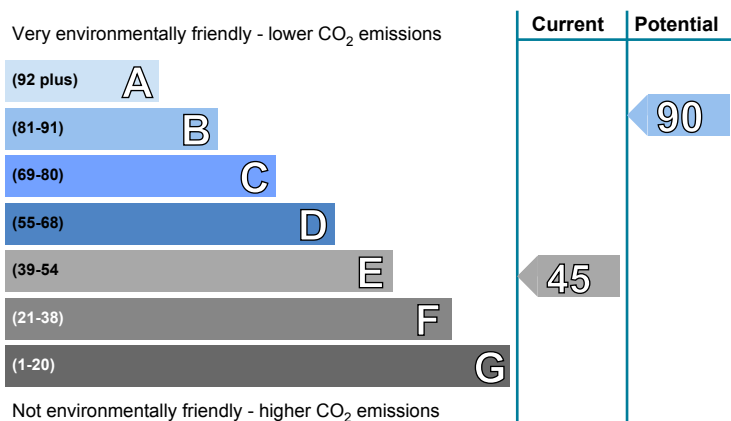 Very environmentally friendly - lower CO₂ emissions
Current
Potential
(92 plus) A
(81-91) B
90
(69-80) C
(55-68) D
(39-54 E
45
(21-38) F
(1-20) G
Not environmentally friendly - higher CO₂ emissions